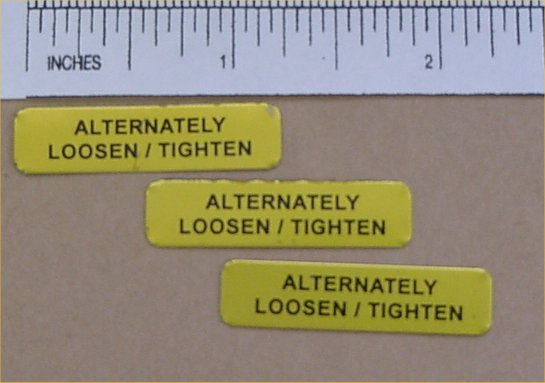 INCHES 1 2
ALTERNATELY
LOOSEN / TIGHTEN
ALTERNATELY
LOOSEN / TIGHTEN
ALTERNATELY
LOOSEN / TIGHTEN